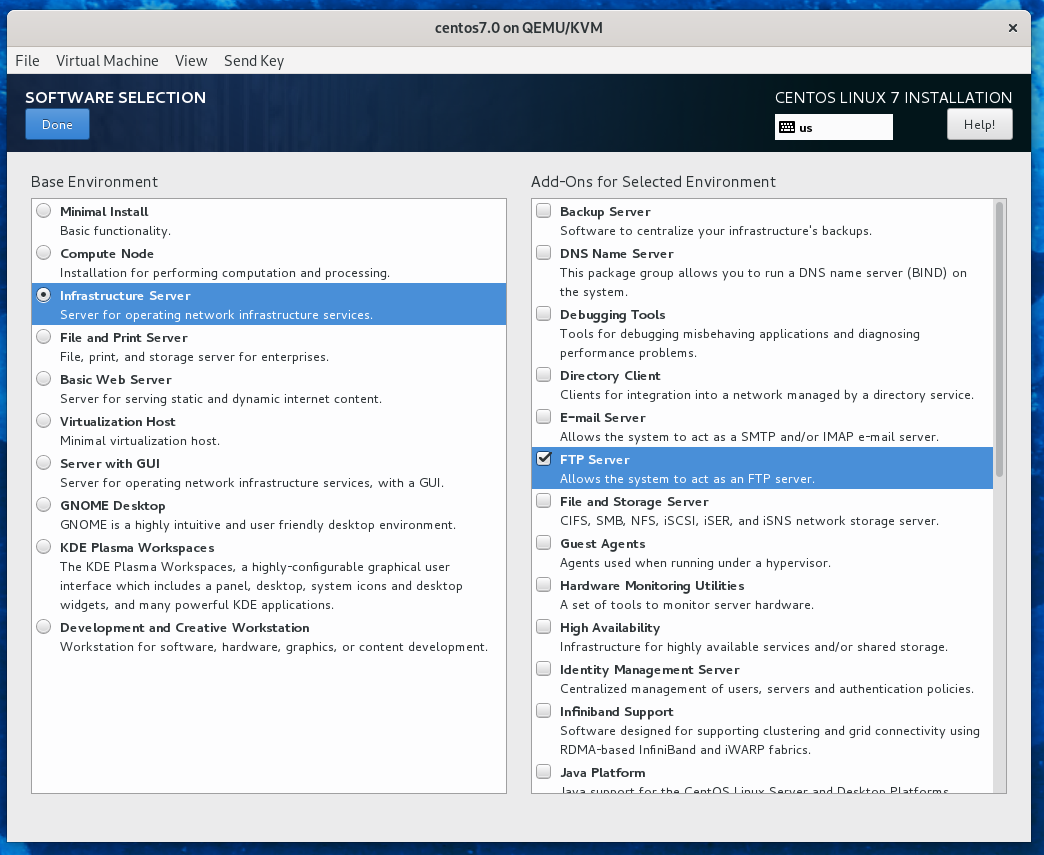 centos7.0 on QEMU/KVM
×
File Virtual Machine View Send Key
SOFTWARE SELECTION
Done
CENTOS LINUX 7 INSTALLATION
us
Help!
Base Environment
Minimal Install
Basic functionality.
Compute Node
Installation for performing computation and processing.
Infrastructure Server
Server for operating network infrastructure services.
File and Print Server
File, print, and storage server for enterprises.
Basic Web Server
Server for serving static and dynamic internet content.
Virtualization Host
Minimal virtualization host.
Server with GUI
Server for operating network infrastructure services, with a GUI.
GNOME Desktop
GNOME is a highly intuitive and user friendly desktop environment.
KDE Plasma Workspaces
The KDE Plasma Workspaces, a highly-configurable graphical user
interface which includes a panel, desktop, system icons and desktop
widgets, and many powerful KDE applications.
Development and Creative Workstation
Workstation for software, hardware, graphics, or content development.
Add-Ons for Selected Environment
Backup Server
Software to centralize your infrastructure's backups.
DNS Name Server
This package group allows you to run a DNS name server (BIND) on
the system.
Debugging Tools
Tools for debugging misbehaving applications and diagnosing
performance problems.
Directory Client
Clients for integration into a network managed by a directory service.
E-mail Server
Allows the system to act as a SMTP and/or IMAP e-mail server.
FTP Server
Allows the system to act as an FTP server.
File and Storage Server
CIFS, SMB, NFS, iSCSI, iSER, and iSNS network storage server.
Guest Agents
Agents used when running under a hypervisor.
Hardware Monitoring Utilities
A set of tools to monitor server hardware.
High Availability
Infrastructure for highly available services and/or shared storage.
Identity Management Server
Centralized management of users, servers and authentication policies.
Infiniband Support
Software designed for supporting clustering and grid connectivity using
RDMA-based InfiniBand and iWARP fabrics.
Java Platform
Java support for the CentOS Linux Server and Desktop Platforms.